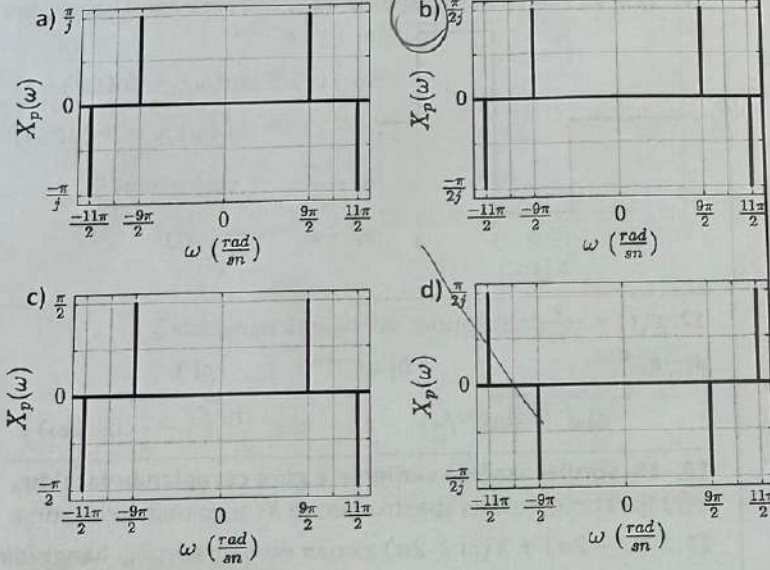 a) π/j
X_p(ω)
0
-π/j
-11π/2 -9π/2 0 9π/2 11π/2
ω (rad/sn)
b) π/2j
X_p(ω)
0
-π/2j
-11π/2 -9π/2 0 9π/2 11π/2
ω (rad/sn)
c) π/2
X_p(ω)
0
-π/2
-11π/2 -9π/2 0 9π/2 11π/2
ω (rad/sn)
d) π/2j
X_p(ω)
0
-π/2j
-11π/2 -9π/2 0 9π/2 11π/2
ω (rad/sn)